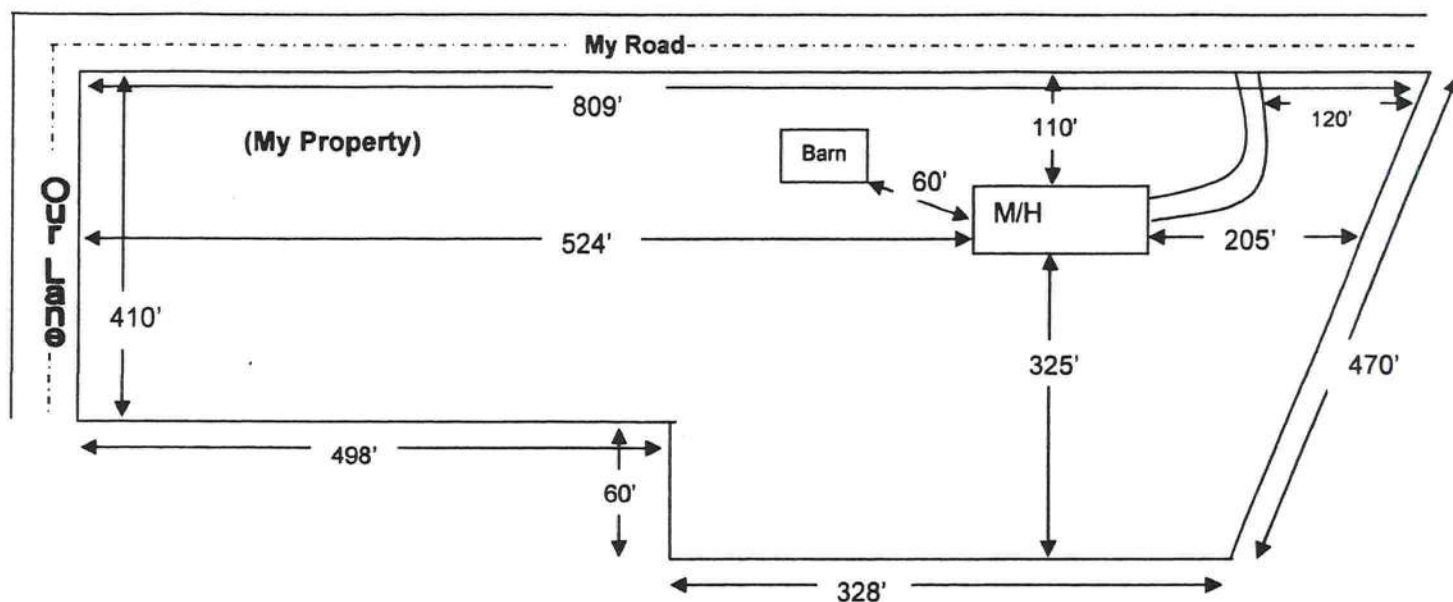 My Road
809'
(My Property)
110'
120'
Barn
60'
M/H
Our Lane
524'
205'
410'
325'
470'
498'
60'
328'